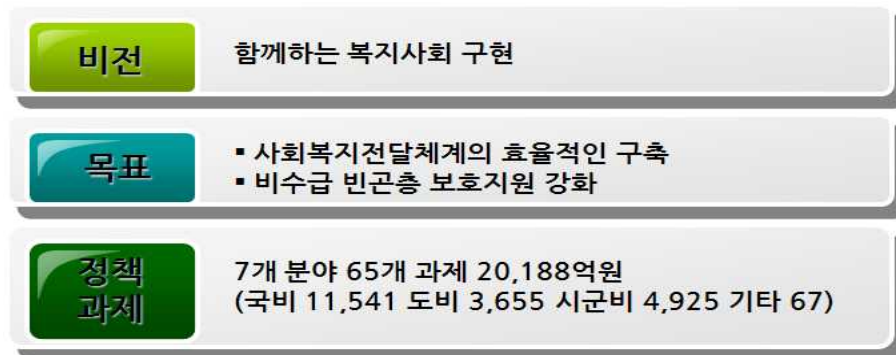 비전
함께하는 복지사회 구현
목표
▪ 사회복지전달체계의 효율적인 구축
▪ 비수급 빈곤층 보호지원 강화
정책
과제
7개 분야 65개 과제 20,188억원
(국비 11,541 도비 3,655 시군비 4,925 기타 67)